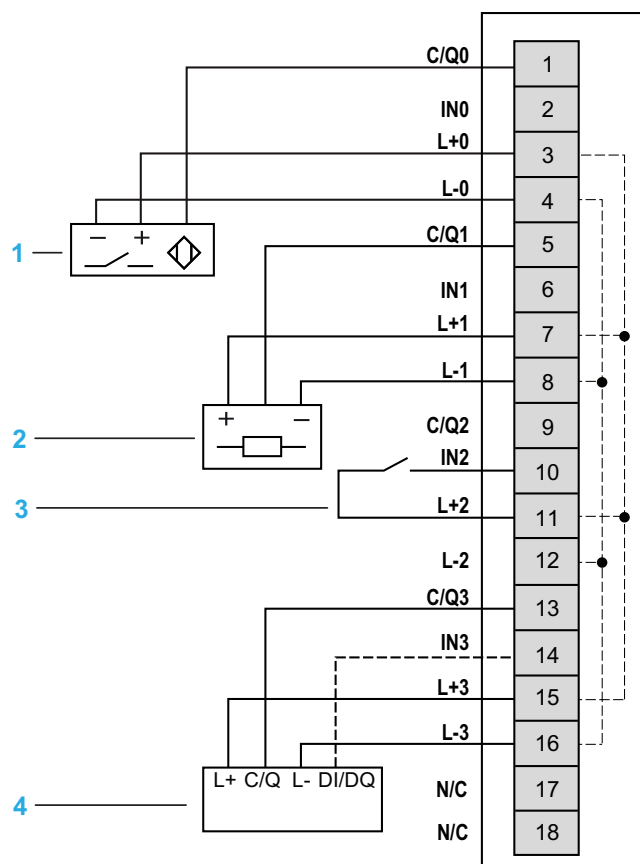 C/Q0 1
IN0 2
L+0 3
L-0 4
- +
1
C/Q1 5
IN1 6
L+1 7
L-1 8
+ -
2
C/Q2 9
IN2 10
3
L+2 11
L-2 12
C/Q3 13
IN3 14
L+3 15
L-3 16
L+ C/Q L- DI/DQ
4
N/C 17
N/C 18